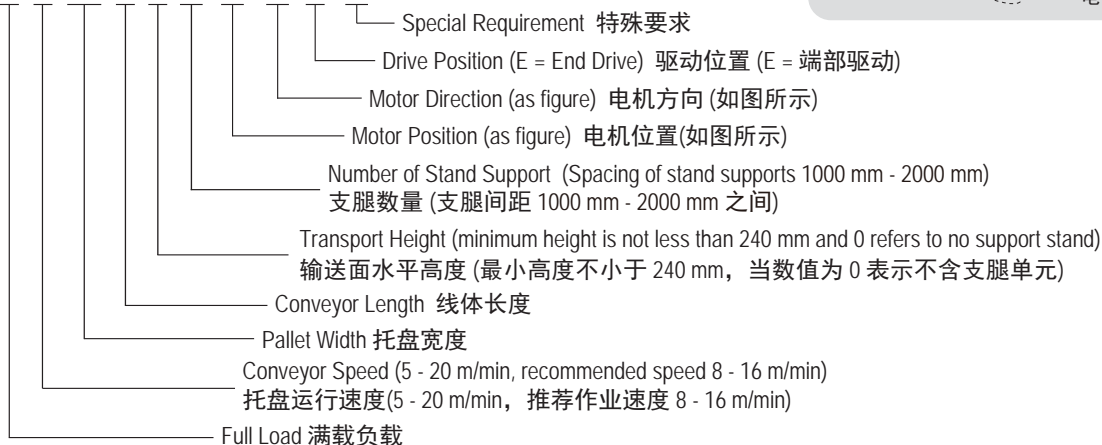 Special Requirement 特殊要求
Drive Position (E = End Drive) 驱动位置 (E = 端部驱动)
Motor Direction (as figure) 电机方向 (如图所示)
Motor Position (as figure) 电机位置(如图所示)
Number of Stand Support (Spacing of stand supports 1000 mm - 2000 mm)
支腿数量 (支腿间距 1000 mm - 2000 mm 之间)
Transport Height (minimum height is not less than 240 mm and 0 refers to no support stand)
输送面水平高度 (最小高度不小于 240 mm，当数值为 0 表示不含支腿单元)
Conveyor Length 线体长度
Pallet Width 托盘宽度
Conveyor Speed (5 - 20 m/min, recommended speed 8 - 16 m/min)
托盘运行速度(5 - 20 m/min，推荐作业速度 8 - 16 m/min)
Full Load 满载负载